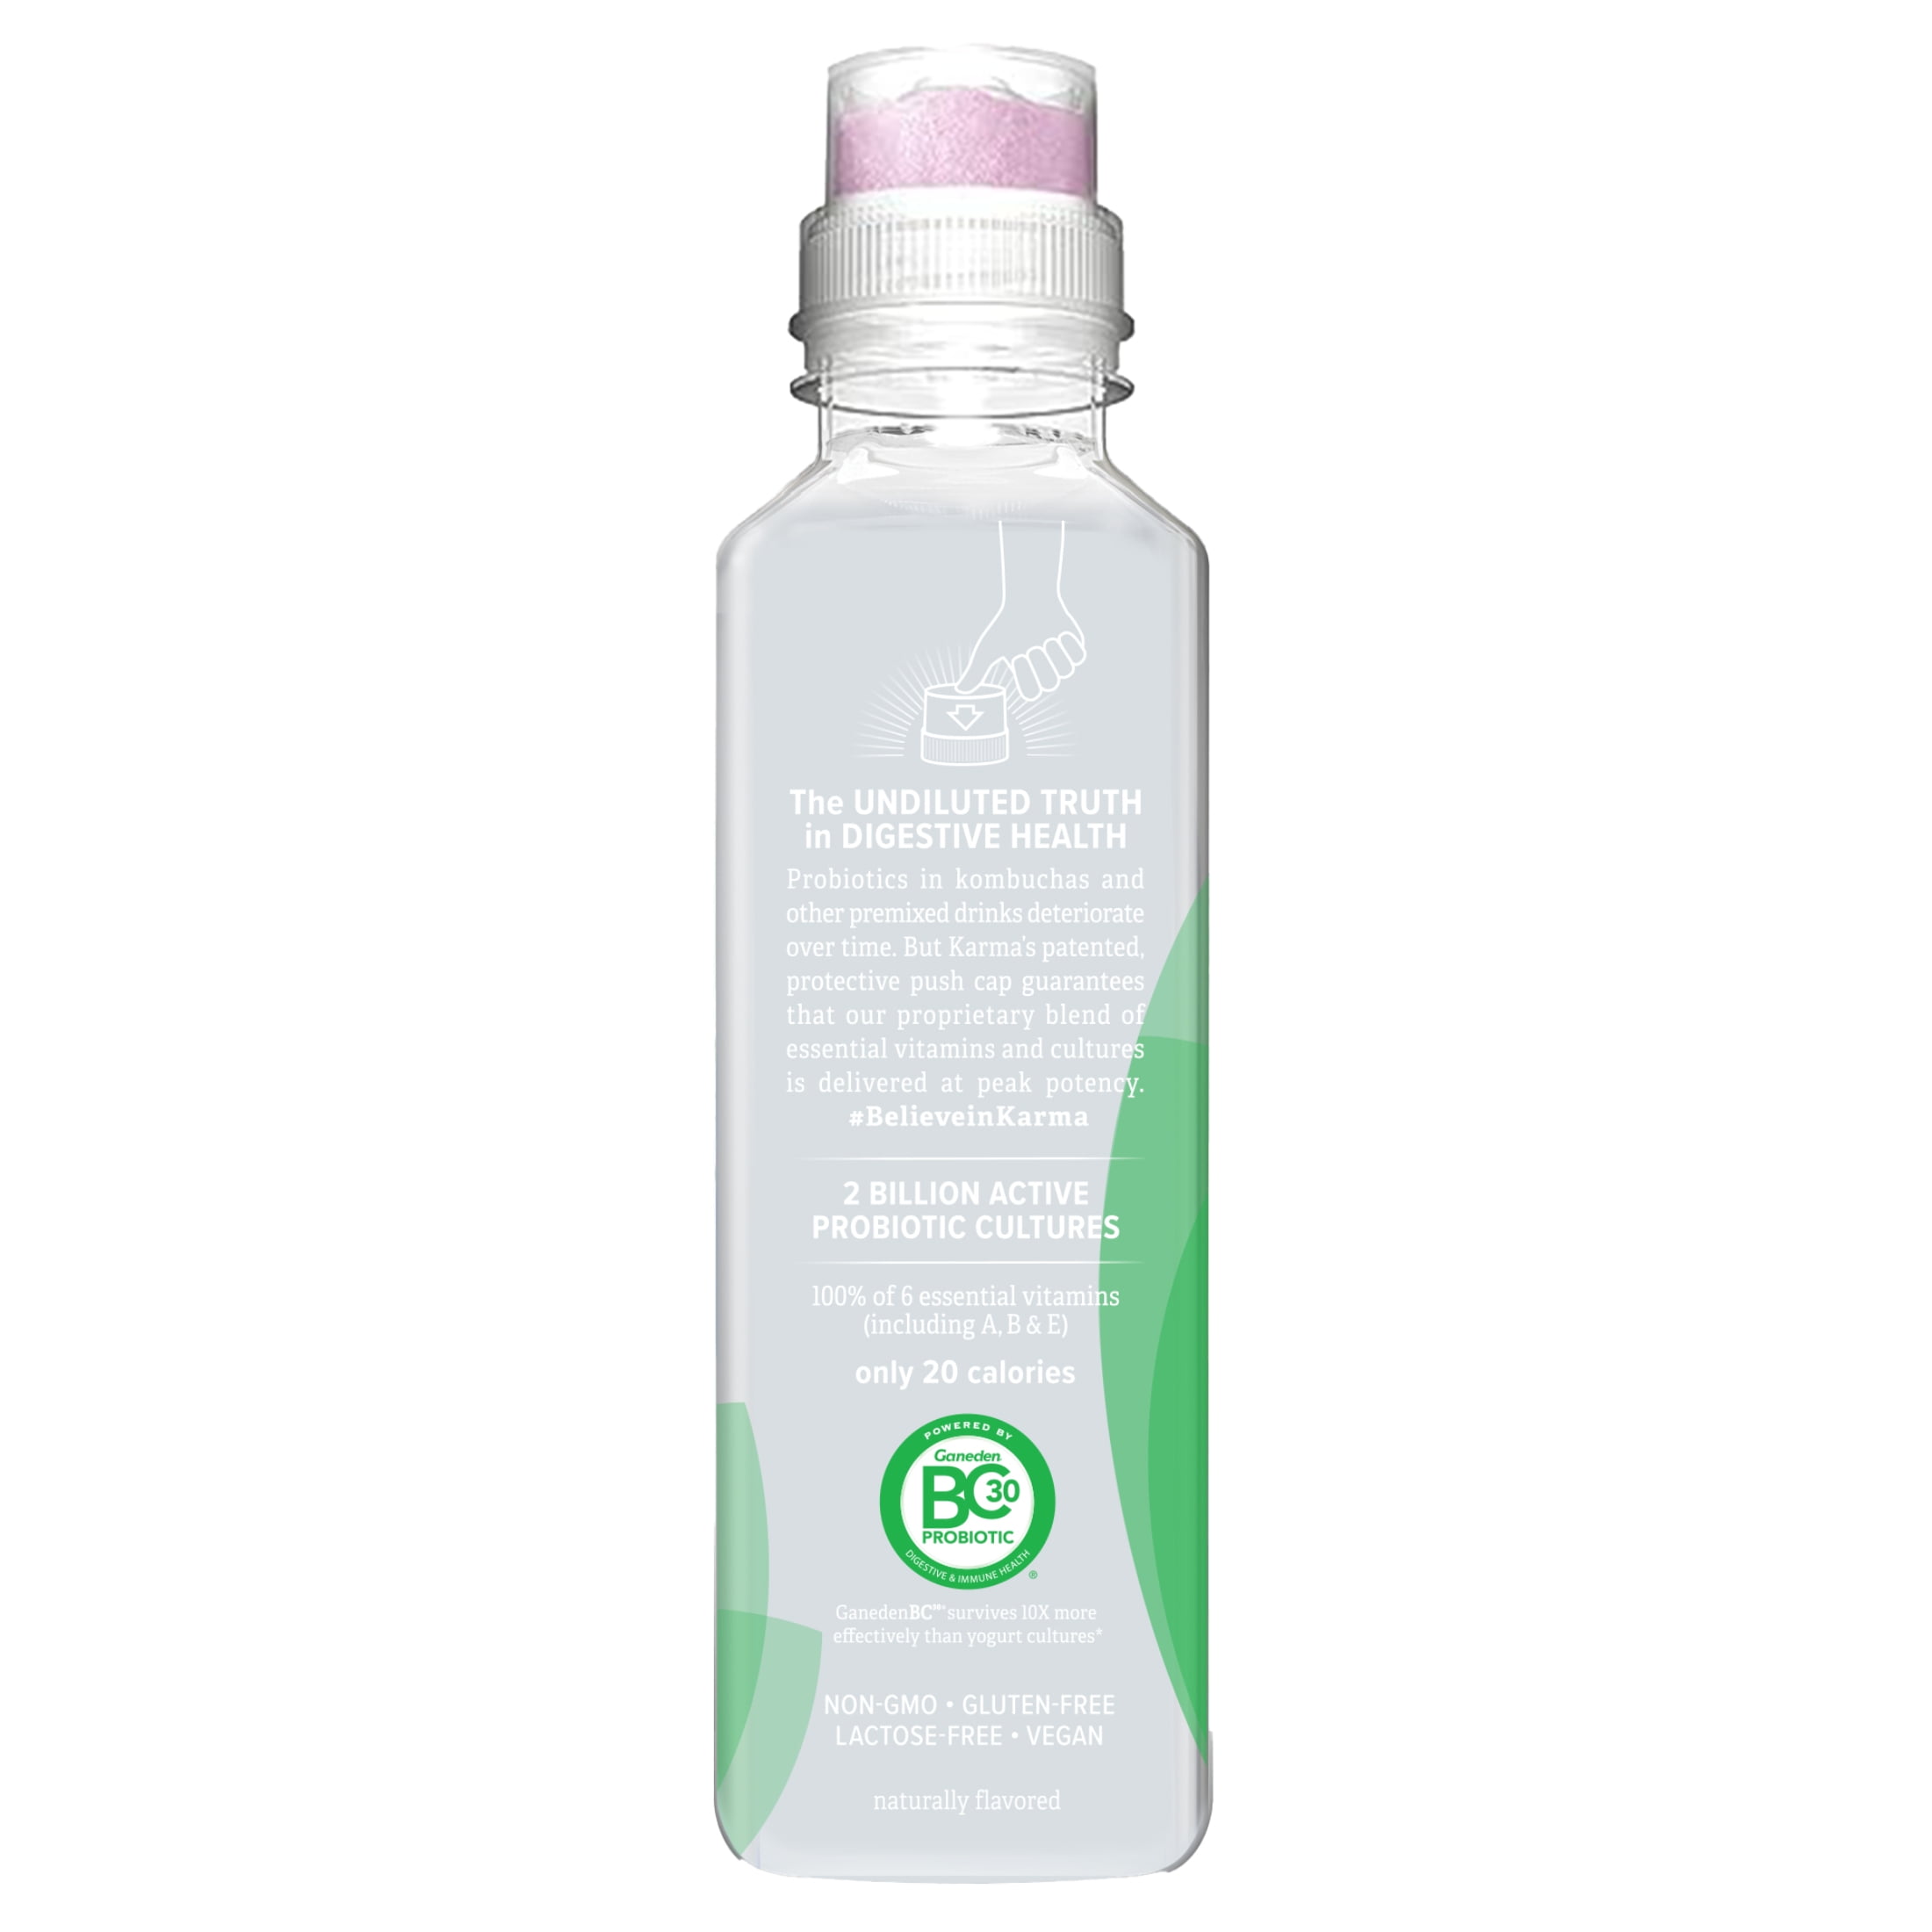 The UNDILUTED TRUTH
in DIGESTIVE HEALTH
Probiotics in kombuchas and
other premixed drinks deteriorate
over time. But Karma's patented,
protective push cap guarantees
that our proprietary blend of
essential vitamins and cultures
is delivered at peak potency.
#BelieveinKarma
2 BILLION ACTIVE
PROBIOTIC CULTURES
100% of 6 essential vitamins
(including A, B & E)
only 20 calories
POWERED BY
Ganeden
BC30
PROBIOTIC
DIGESTIVE & IMMUNE HEALTH
®
GanedenBC³⁰® survives 10X more
effectively than yogurt cultures*
NON-GMO • GLUTEN-FREE
LACTOSE-FREE • VEGAN
naturally flavored